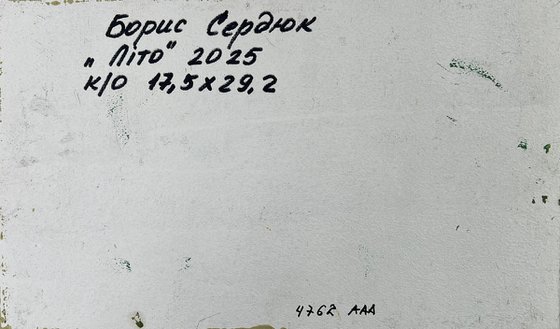 Борис Сердюк
„Літо" 2025
к/о 17,5х29,2
4762 ААА